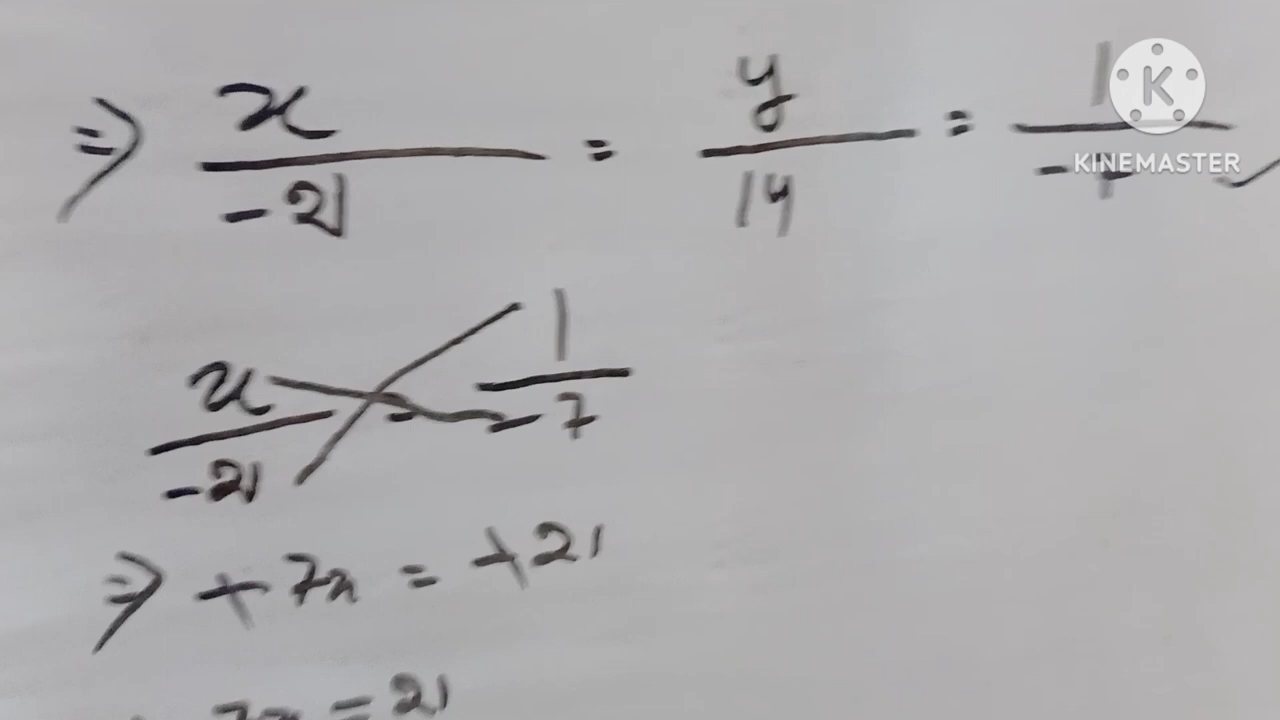 ⇒ x/-21 = y/14 = 1/-7
K
KINEMASTER
x/-21 = 1/-7
⇒ +7x = +21
7x = 21